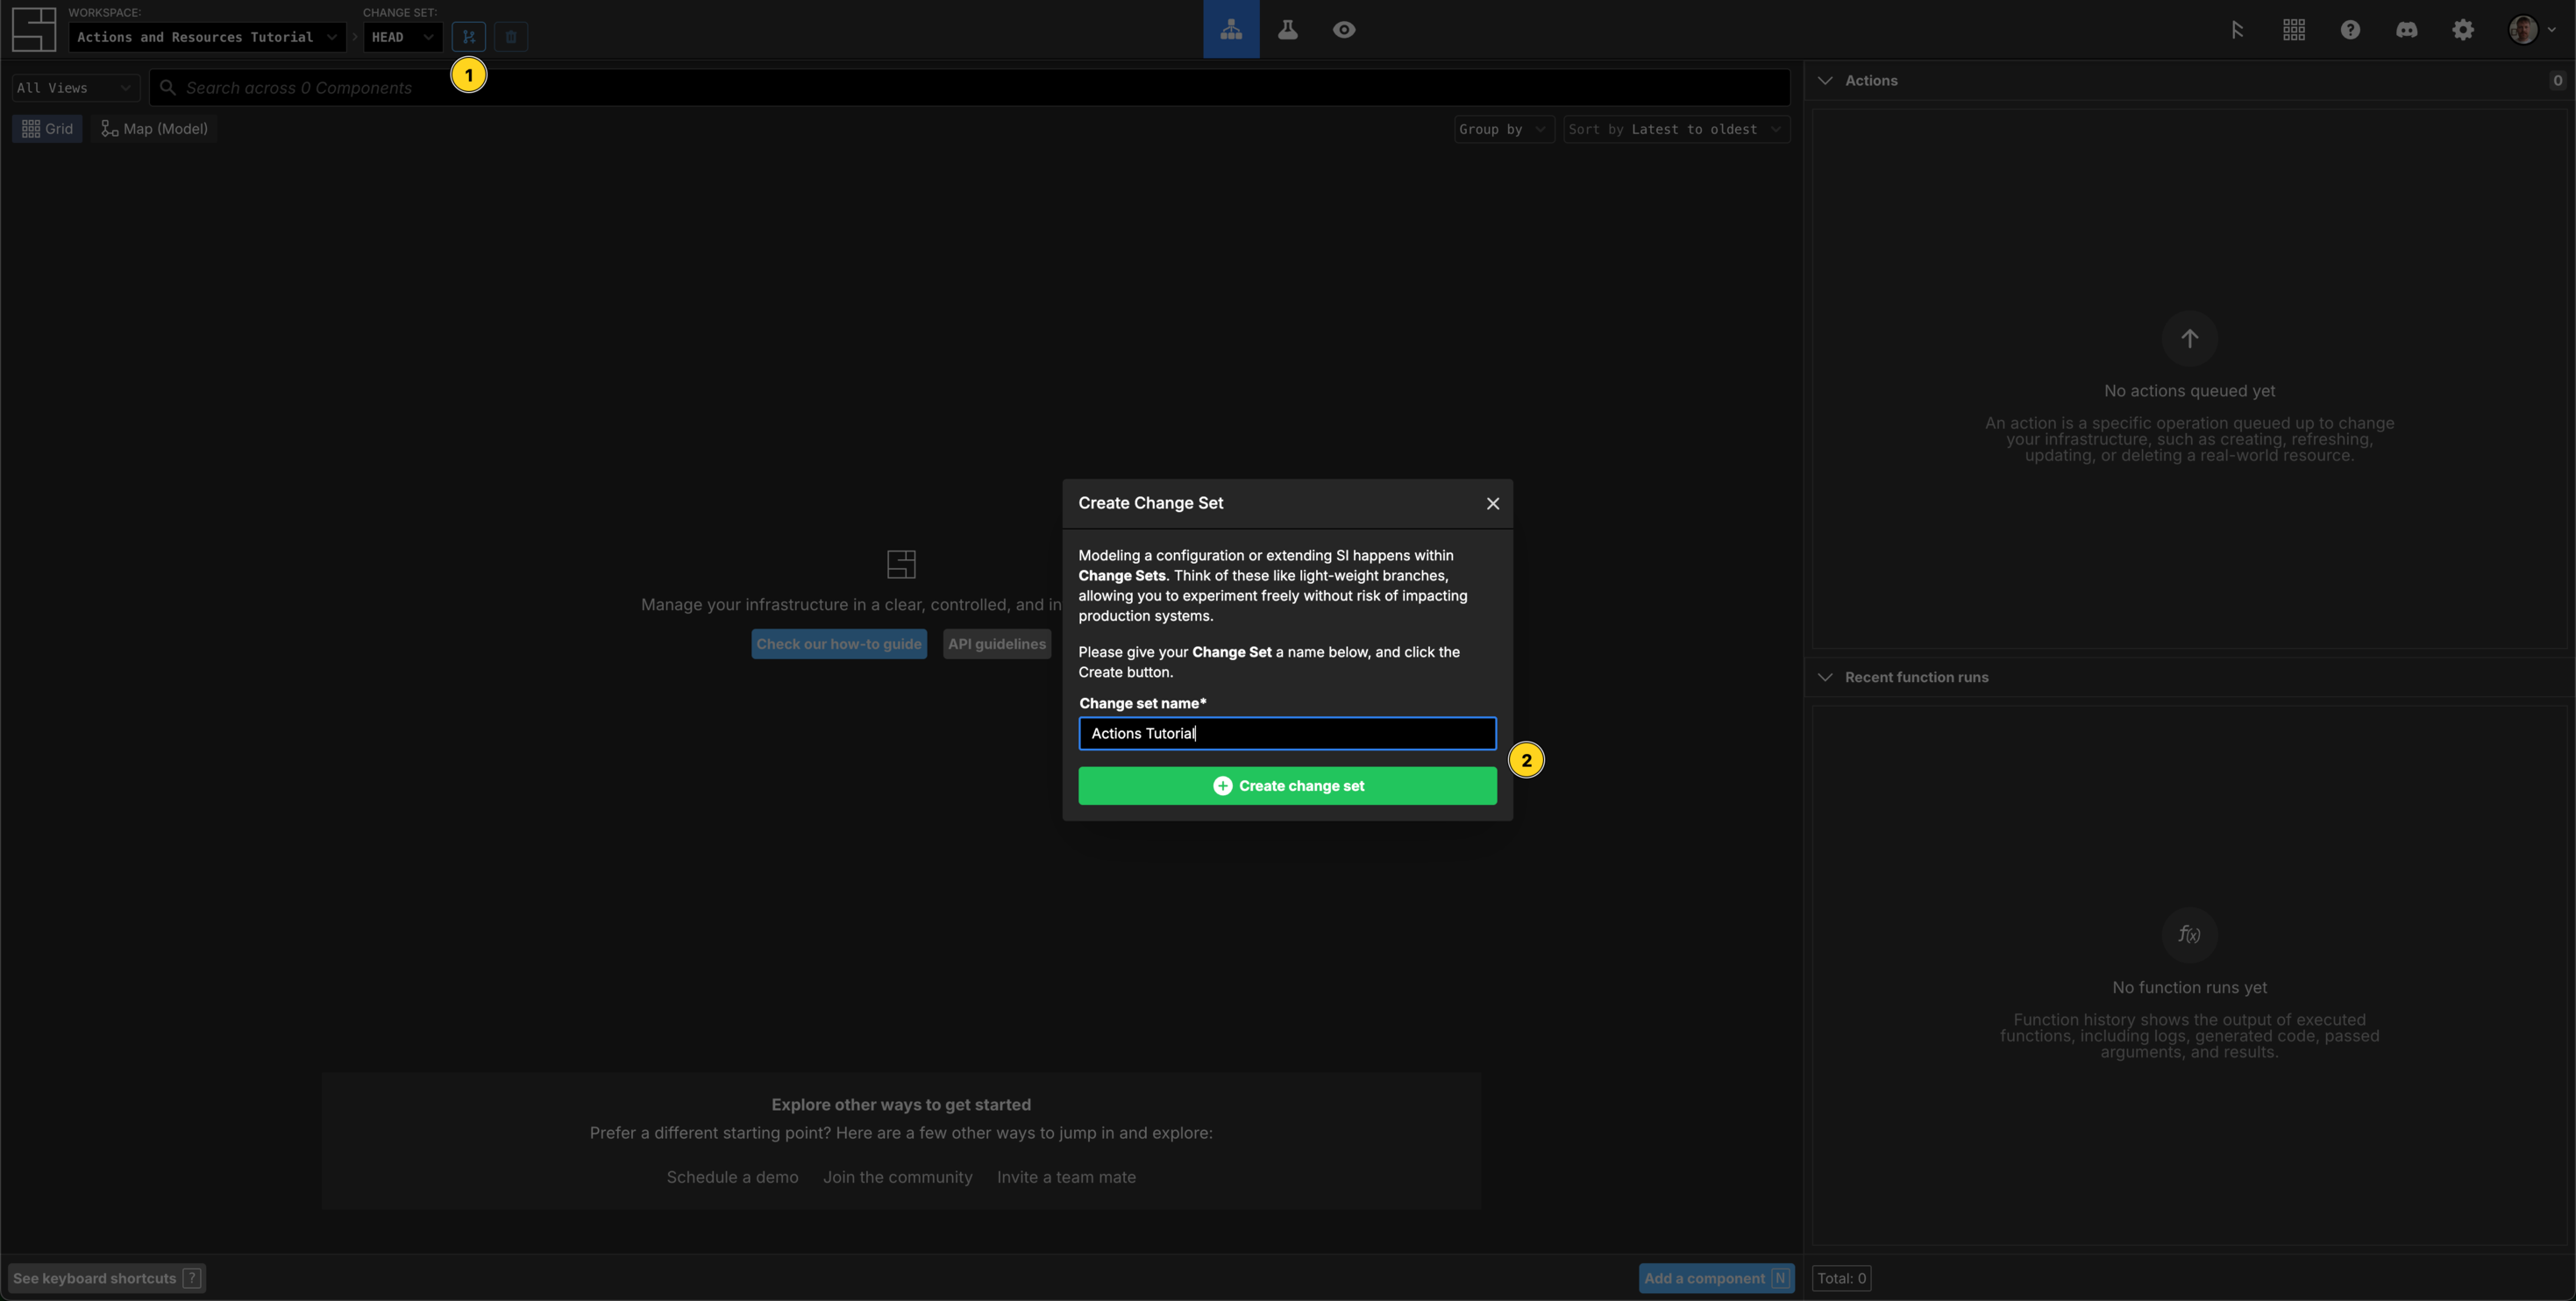 WORKSPACE:
Actions and Resources Tutorial
CHANGE SET:
HEAD
1
All Views
Search across 0 Components
Grid
Map (Model)
Group by
Sort by Latest to oldest
Actions
0
No actions queued yet
An action is a specific operation queued up to change
your infrastructure, such as creating, refreshing,
updating, or deleting a real-world resource.
Manage your infrastructure in a clear, controlled, and in
Check our how-to guide
API guidelines
Create Change Set
Modeling a configuration or extending SI happens within
Change Sets. Think of these like light-weight branches,
allowing you to experiment freely without risk of impacting
production systems.
Please give your Change Set a name below, and click the
Create button.
Change set name*
Actions Tutorial
2
Create change set
Recent function runs
f(x)
No function runs yet
Function history shows the output of executed
functions, including logs, generated code, passed
arguments, and results.
Explore other ways to get started
Prefer a different starting point? Here are a few other ways to jump in and explore:
Schedule a demo
Join the community
Invite a team mate
See keyboard shortcuts ?
Add a component N
Total: 0